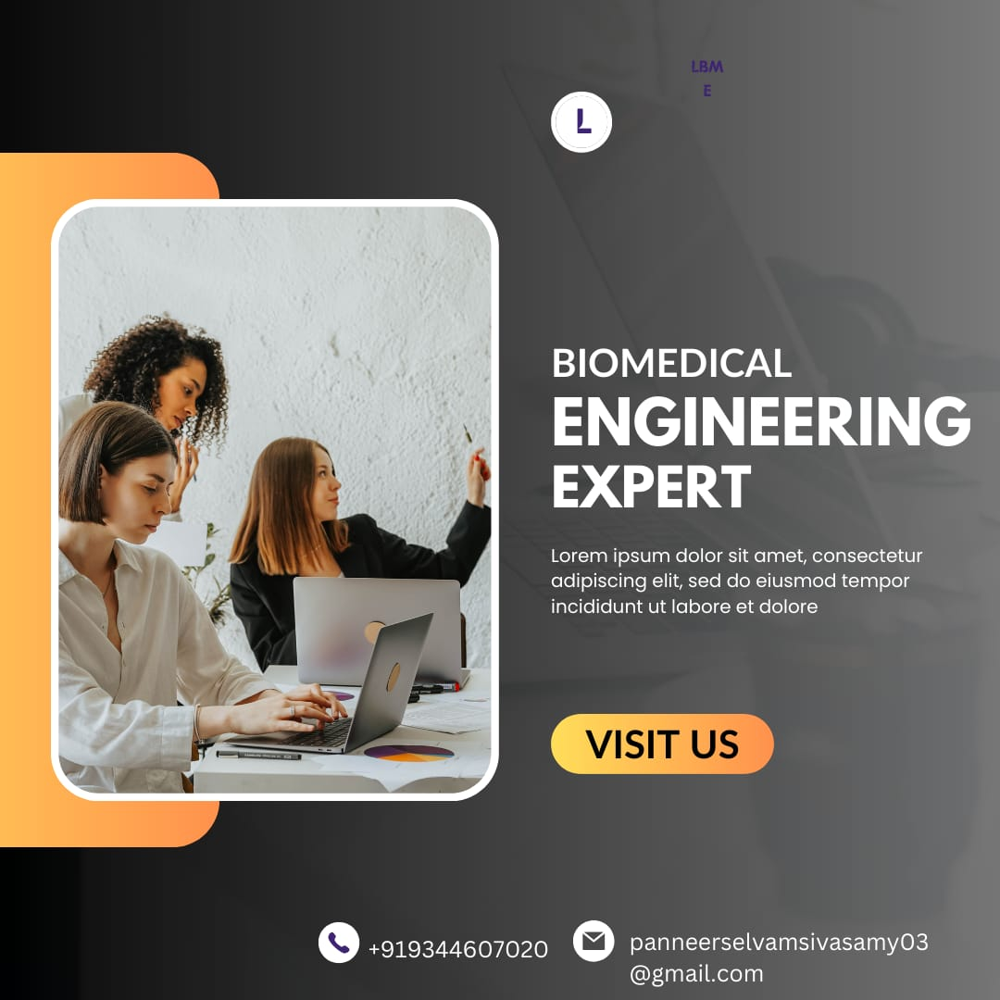 LBM
E
L
BIOMEDICAL
ENGINEERING
EXPERT
Lorem ipsum dolor sit amet, consectetur
adipiscing elit, sed do eiusmod tempor
incididunt ut labore et dolore
VISIT US
+919344607020
panneerselvamsivasamy03
@gmail.com